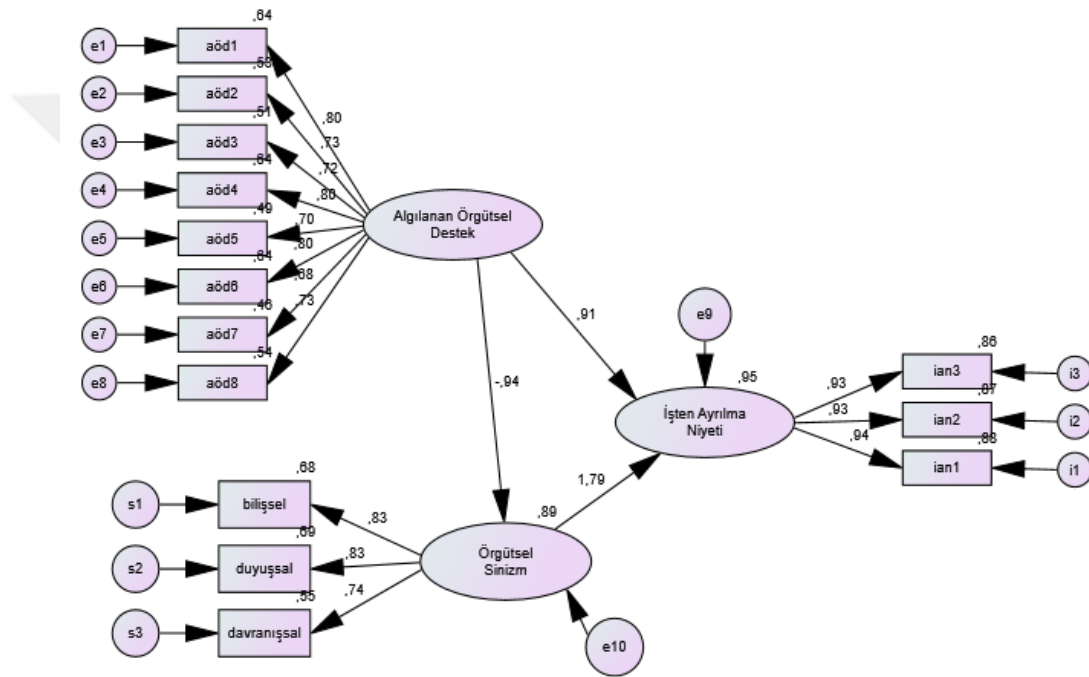 ,64
e1
aöd1
,53
e2
aöd2
,51
e3
aöd3
,64
e4
aöd4
,49
e5
aöd5
,64
e6
aöd6
,46
e7
aöd7
,54
e8
aöd8
,80
,73
,72
,80
,70
,80
,68
,73
Algılanan Örgütsel
Destek
,91
-,94
e9
,95
İşten Ayrılma
Niyeti
,93
,93
,94
,86
ian3
i3
,87
ian2
i2
,88
ian1
i1
1,79
,68
s1
bilişsel
,83
,69
s2
duyuşsal
,83
,55
s3
davranışsal
,74
,89
Örgütsel
Sinizm
e10